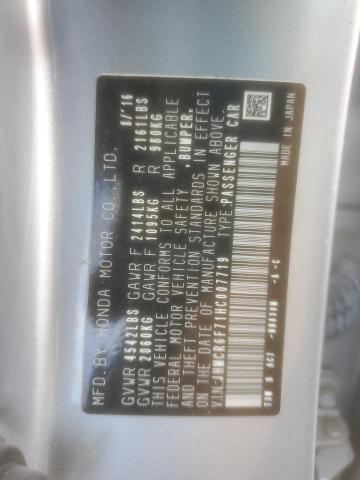 MFD. BY HONDA MOTOR CO., LTD. 8/'16
GVWR 4542LBS GAWR F 2414LBS R 2161LBS
GVWR 2060KG GAWR F 1095KG R 980KG
THIS VEHICLE CONFORMS TO ALL APPLICABLE
FEDERAL MOTOR VEHICLE SAFETY, BUMPER,
AND THEFT PREVENTION STANDARDS IN EFFECT
ON THE DATE OF MANUFACTURE SHOWN ABOVE.
VIN:JHMCR6F71HC007719 TYPE:PASSENGER CAR
-A -C MADE IN JAPAN